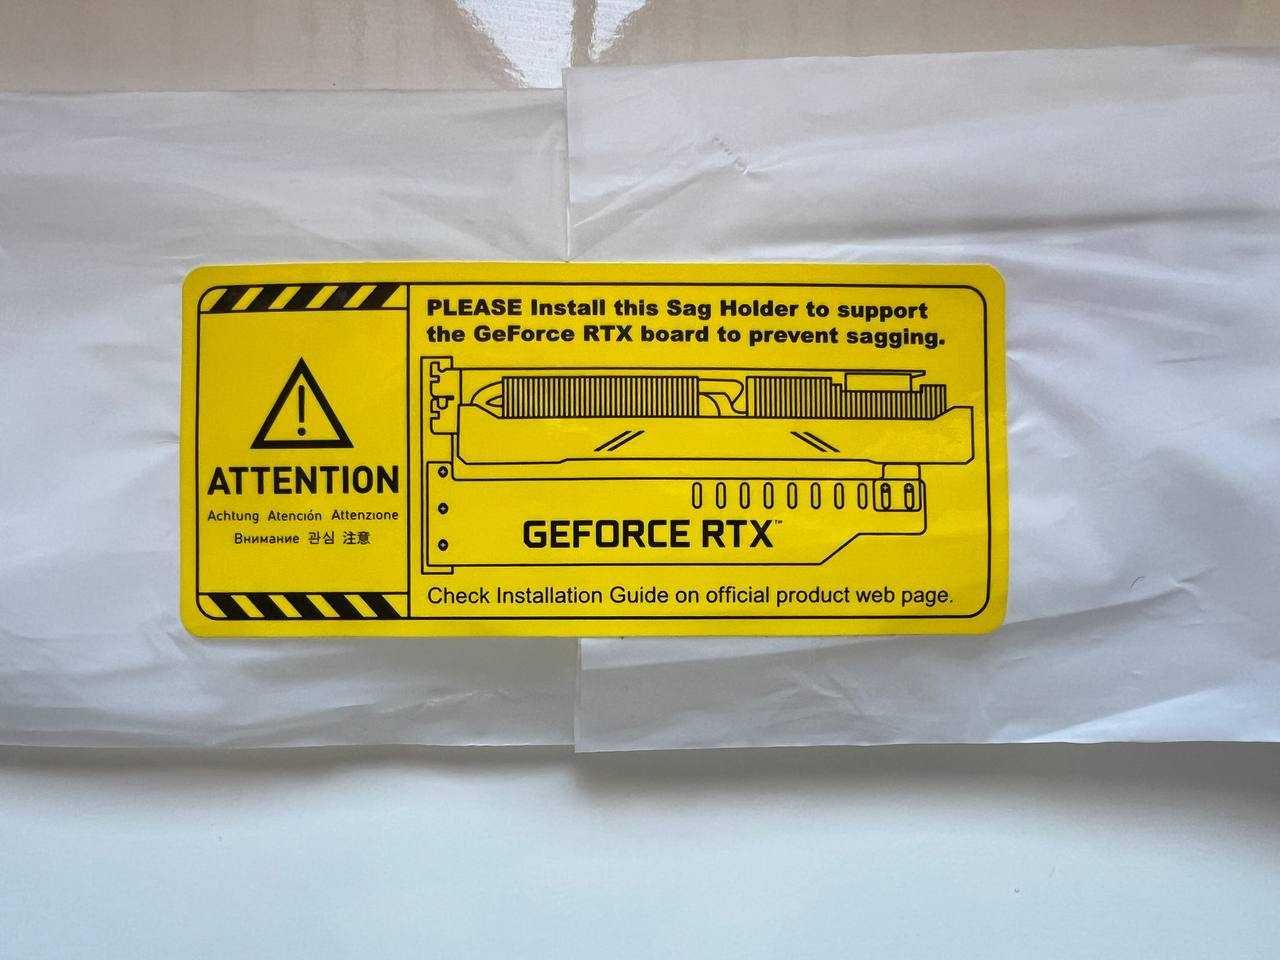 ATTENTION
Achtung Atención Attenzione
Внимание 관심 注意
PLEASE Install this Sag Holder to support
the GeForce RTX board to prevent sagging.
GEFORCE RTX™
Check Installation Guide on official product web page.